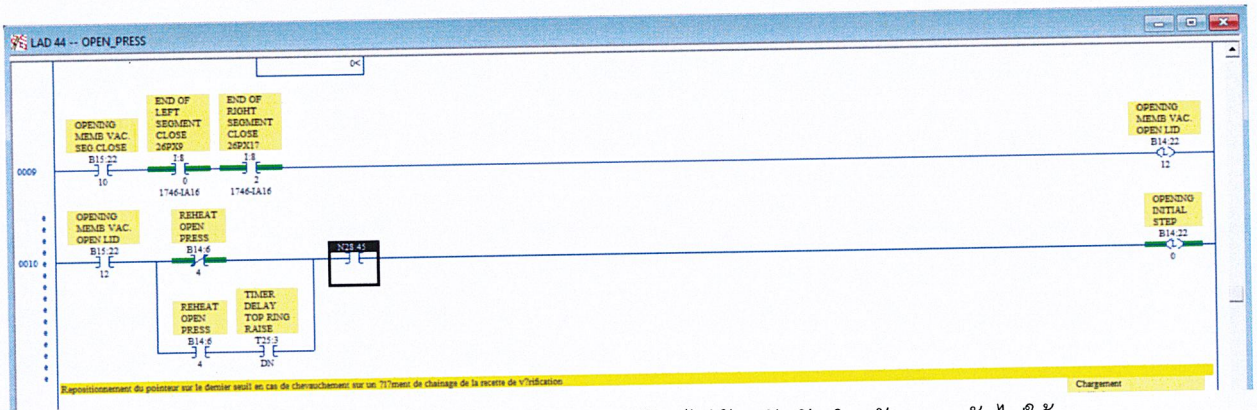 LAD 44 -- OPEN_PRESS
0<
OPENING
MEMB VAC.
SEG.CLOSE
B15:22
10
END OF
LEFT
SEGMENT
CLOSE
26PX9
I:8
0
1746-IA16
END OF
RIGHT
SEGMENT
CLOSE
26PX17
I:8
2
1746-IA16
OPENING
MEMB VAC.
OPEN LID
B14:22
L
12
0009
OPENING
MEMB VAC.
OPEN LID
B15:22
12
REHEAT
OPEN
PRESS
B14:6
4
N28:45
OPENING
INITIAL
STEP
B14:22
L
0
0010
REHEAT
OPEN
PRESS
B14:6
4
TIMER
DELAY
TOP RING
RAISE
T25:3
DN
Repositionnement du pointeur sur le dernier seuil en cas de chevauchement sur un ?l?ment de chainage de la recette de v?rification
Chargement